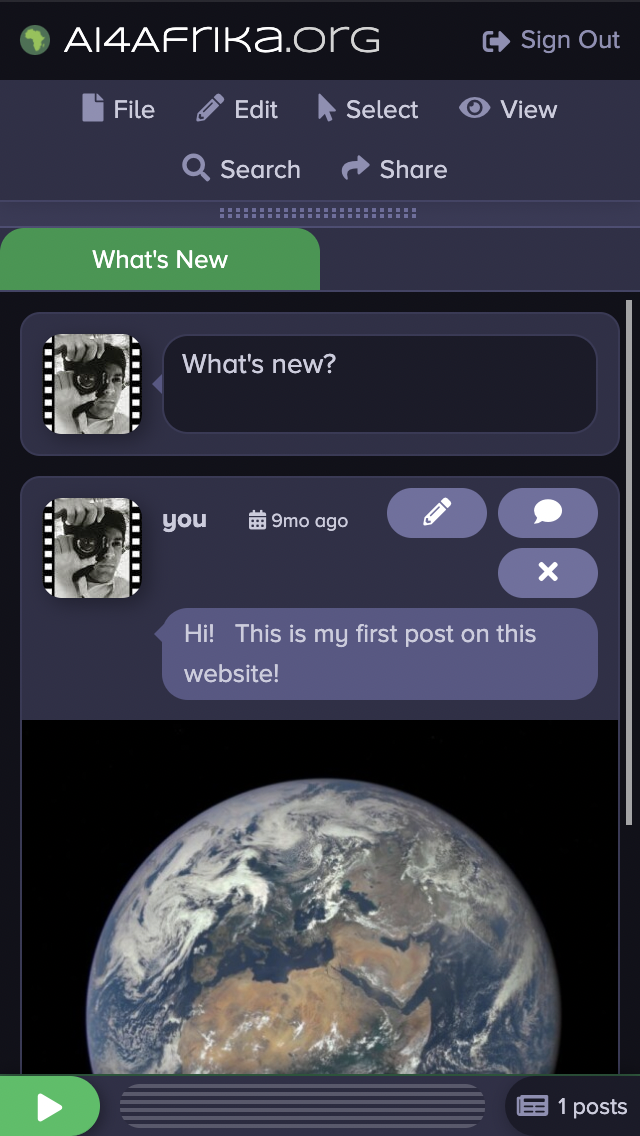 AI4AFRIKA.ORG
Sign Out
File Edit Select View
Search Share
What's New
What's new?
you 9mo ago
Hi! This is my first post on this
website!
1 posts